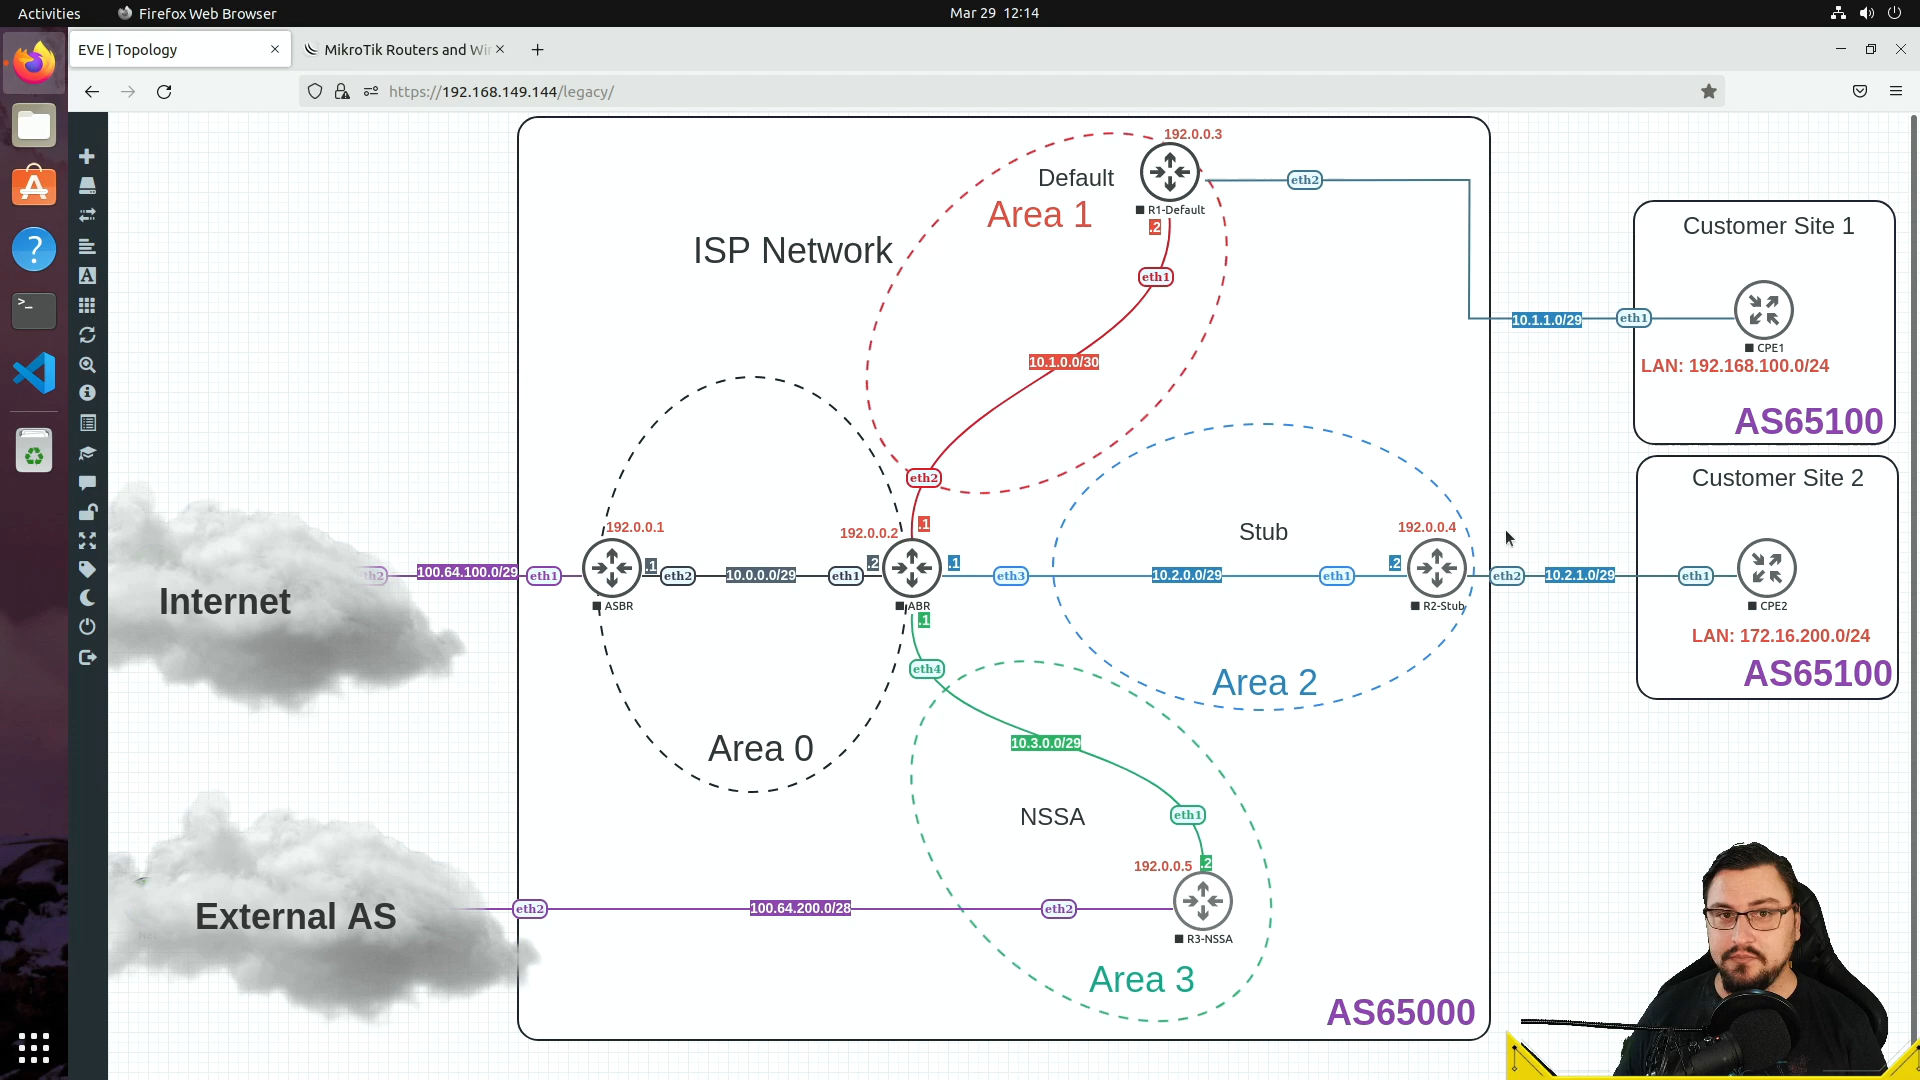 Activities
Firefox Web Browser
Mar 29 12:14
EVE | Topology
MikroTik Routers and Wi
https://192.168.149.144/legacy/
192.0.0.3
Default
Area 1
R1-Default
.2
eth2
eth1
ISP Network
10.1.0.0/30
eth2
.1
Customer Site 1
10.1.1.0/29
eth1
CPE1
LAN: 192.168.100.0/24
AS65100
Customer Site 2
192.0.0.1
192.0.0.2
Stub
192.0.0.4
Internet
100.64.100.0/29
eth1
ASBR
.1
eth2
10.0.0.0/29
eth1
.2
ABR
.1
eth3
10.2.0.0/29
eth1
.2
R2-Stub
eth2
10.2.1.0/29
eth1
CPE2
LAN: 172.16.200.0/24
AS65100
.1
eth4
Area 2
Area 0
10.3.0.0/29
NSSA
eth1
192.0.0.5
.2
External AS
eth2
100.64.200.0/28
eth2
R3-NSSA
Area 3
AS65000